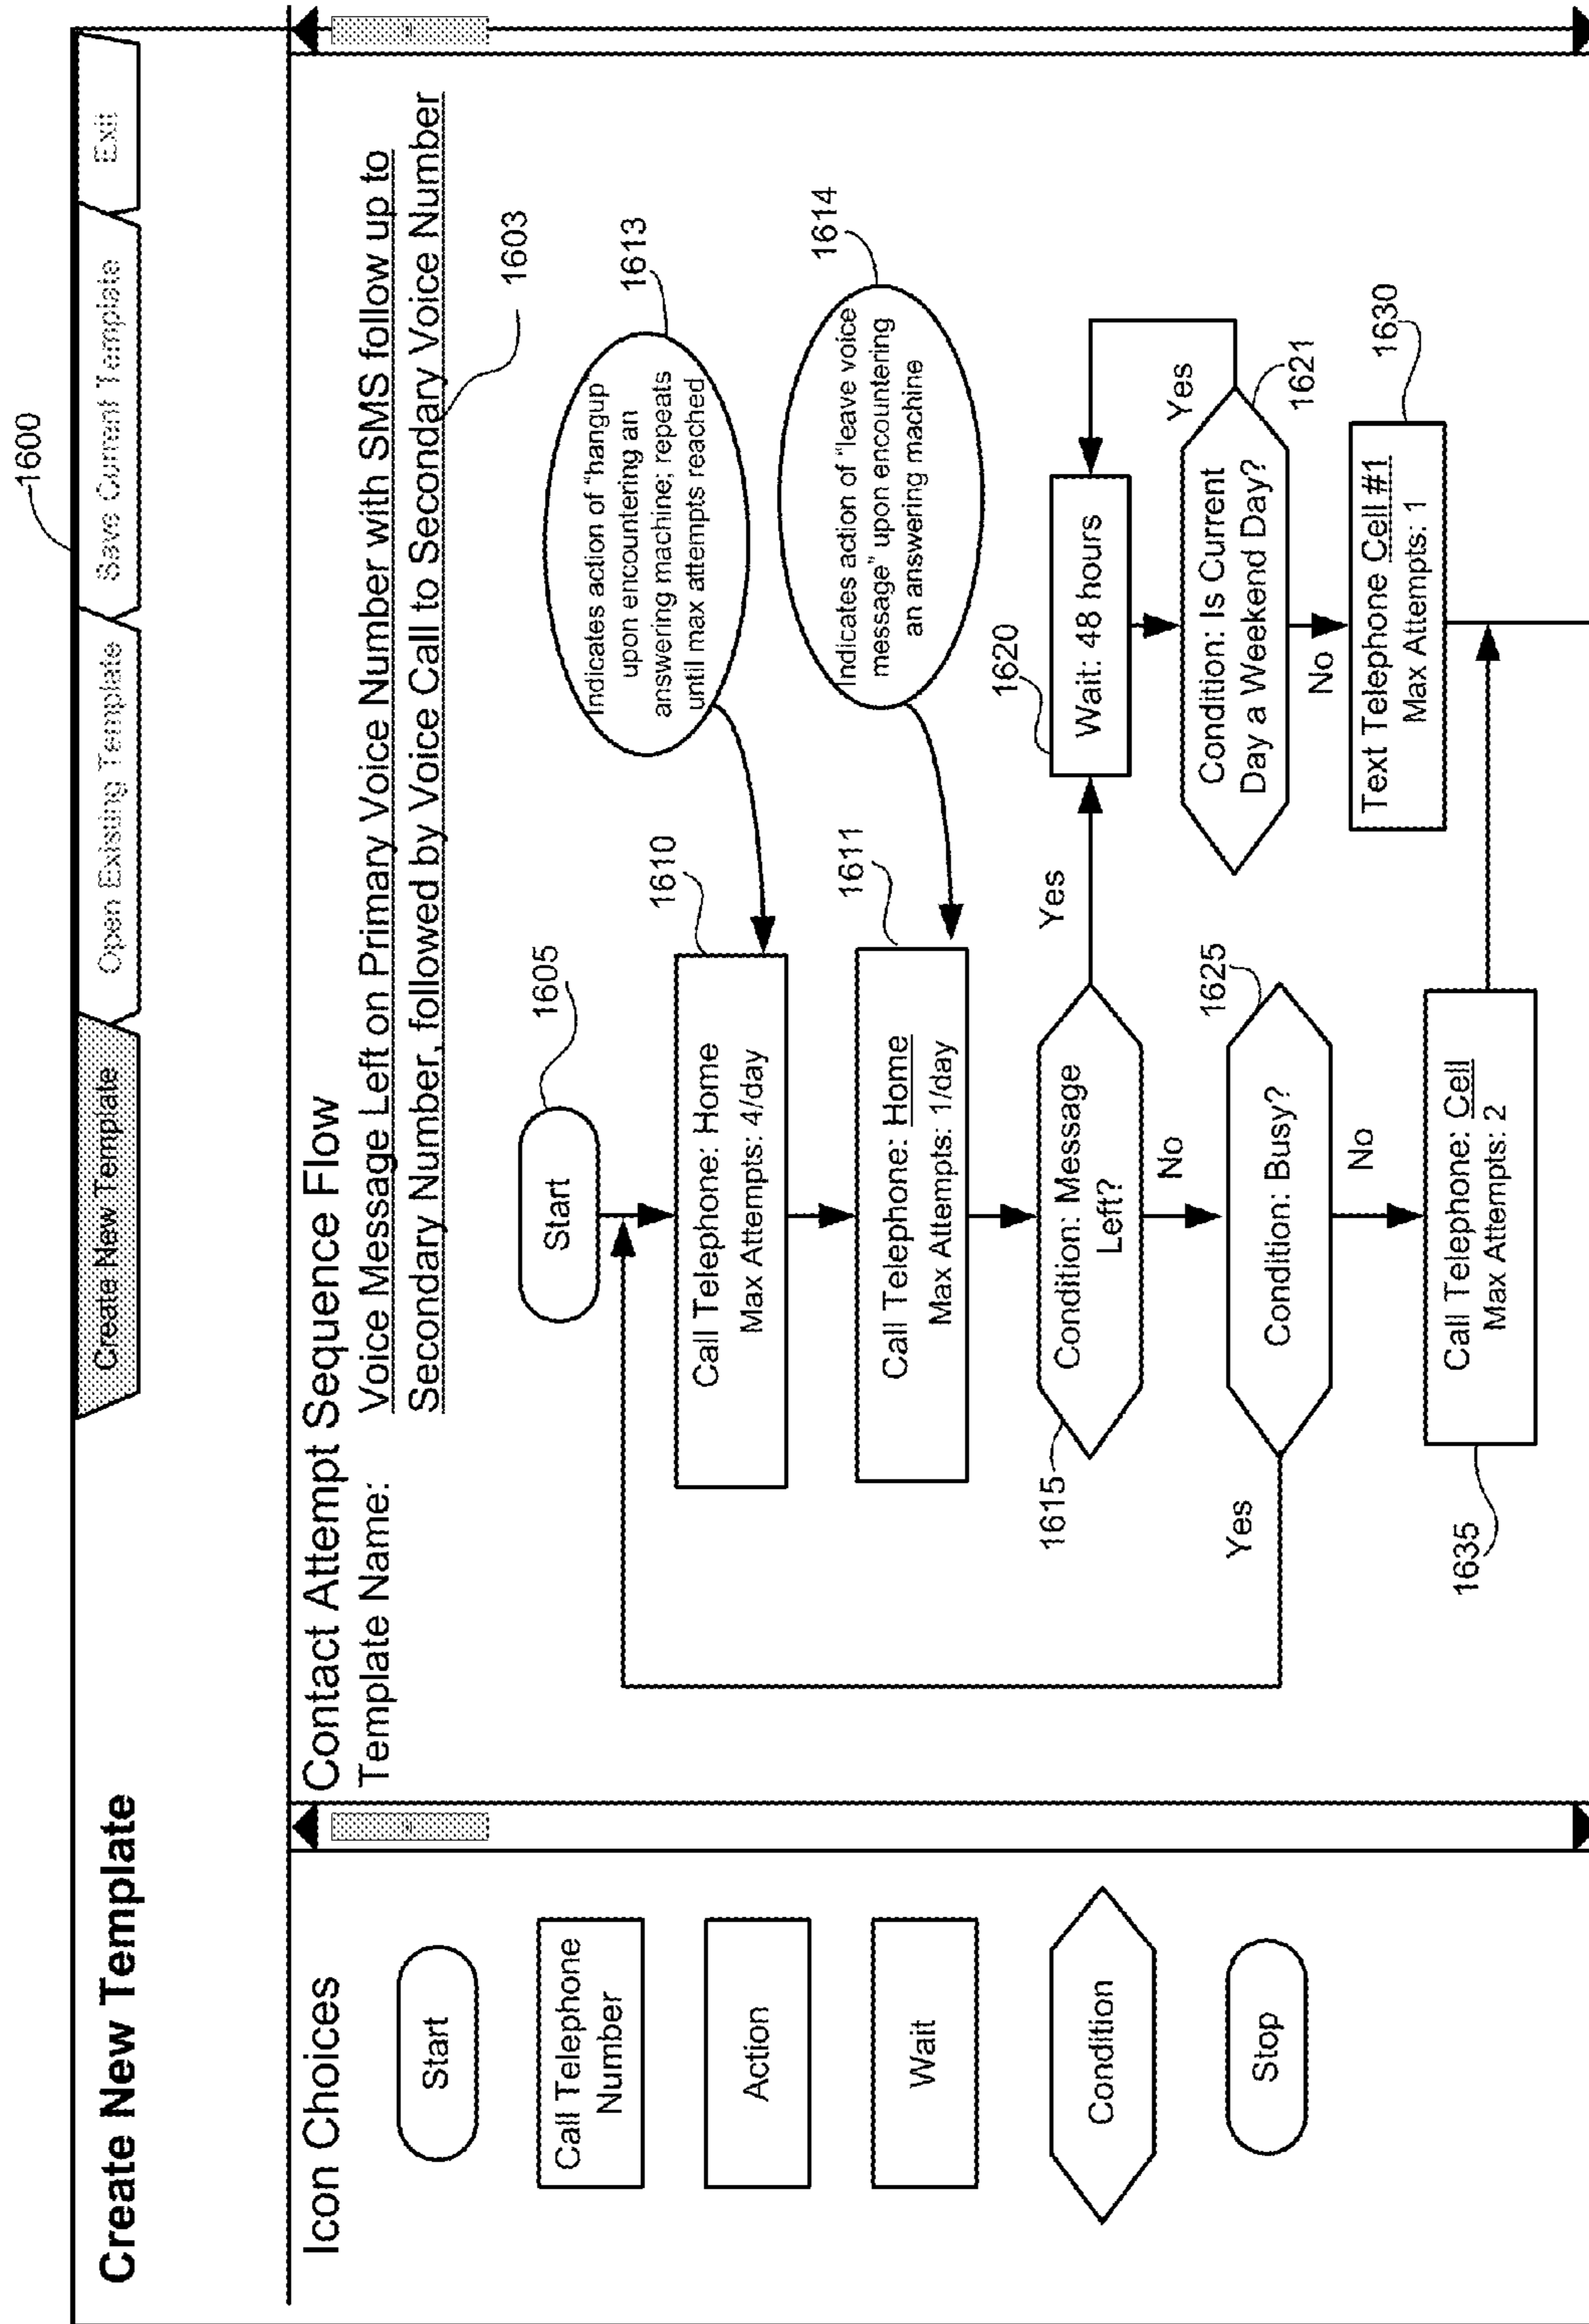 1600
Create New Template
Create New Template
Open Existing Template
Save Current Template
Exit
Icon Choices
Start
Call Telephone
Number
Action
Wait
Condition
Stop
Contact Attempt Sequence Flow
Template Name:
Voice Message Left on Primary Voice Number with SMS follow up to
Secondary Number, followed by Voice Call to Secondary Voice Number
1603
1605
Start
1610
Call Telephone: Home
Max Attempts: 4/day
Indicates action of "hangup
upon encountering an
answering machine; repeats
until max attempts reached
1613
1611
Call Telephone: Home
Max Attempts: 1/day
Indicates action of "leave voice
message" upon encountering
an answering machine
1614
1615
Condition: Message
Left?
Yes
No
1620
Wait: 48 hours
Condition: Is Current
Day a Weekend Day?
Yes
1621
No
1625
Condition: Busy?
Yes
No
Text Telephone Cell #1
Max Attempts: 1
1630
Call Telephone: Cell
Max Attempts: 2
1635